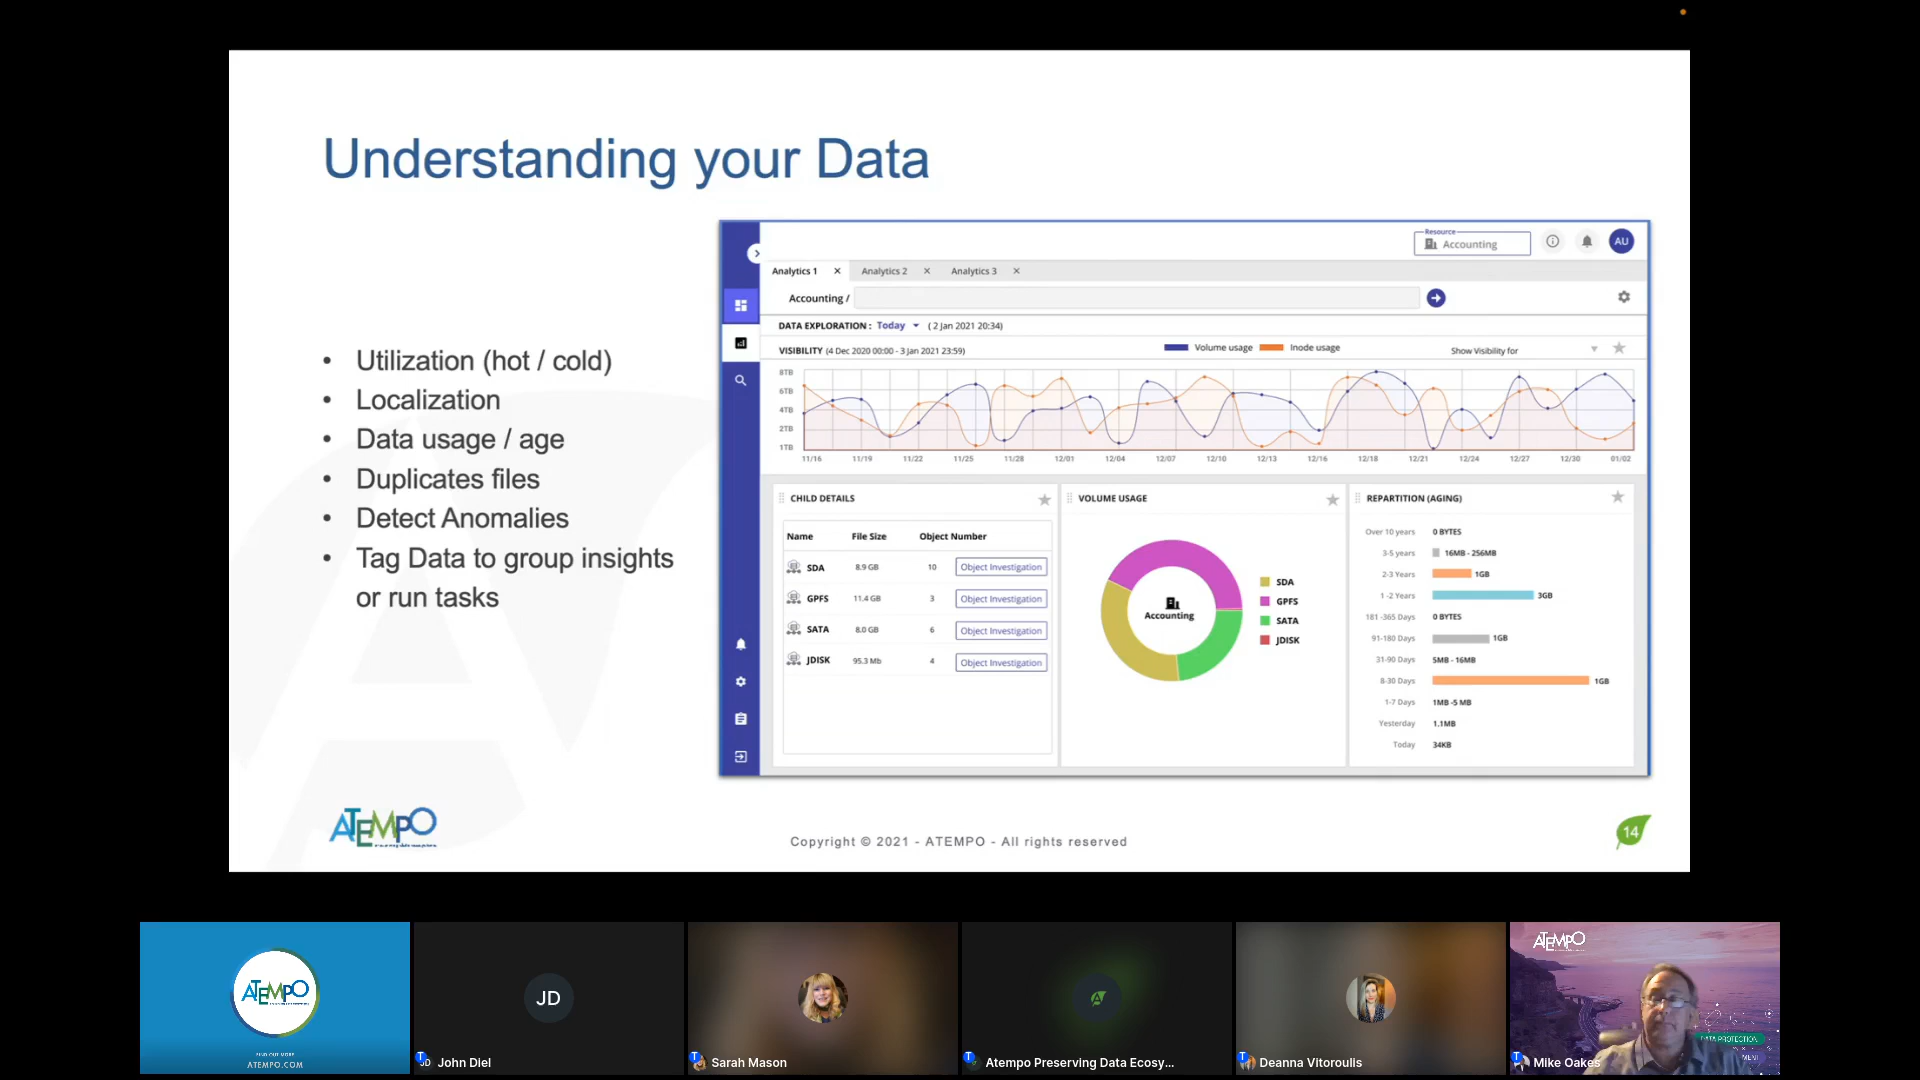 Understanding your Data
• Utilization (hot / cold)
• Localization
• Data usage / age
• Duplicates files
• Detect Anomalies
• Tag Data to group insights
or run tasks
Resource
Accounting
AU
Analytics 1 ✕ Analytics 2 ✕ Analytics 3 ✕
Accounting /
DATA EXPLORATION : Today ( 2 Jan 2021 20:34)
VISIBILITY (4 Dec 2020 00:00 - 3 Jan 2021 23:59) Volume usage Inode usage Show Visibility for
8TB
6TB
4TB
2TB
1TB
11/16 11/19 11/22 11/25 11/28 12/01 12/04 12/07 12/10 12/13 12/16 12/18 12/21 12/24 12/27 12/30 01/02
CHILD DETAILS
Name File Size Object Number
SDA 8.9 GB 10 Object Investigation
GPFS 11.4 GB 3 Object Investigation
SATA 8.0 GB 6 Object Investigation
JDISK 95.3 Mb 4 Object Investigation
VOLUME USAGE
Accounting
SDA
GPFS
SATA
JDISK
REPARTITION (AGING)
Over 10 years 0 BYTES
3-5 years 16MB - 256MB
2-3 Years 1GB
1 -2 Years 3GB
181 -365 Days 0 BYTES
91-180 Days 1GB
31-90 Days 5MB - 16MB
8-30 Days 1GB
1-7 Days 1MB -5 MB
Yesterday 1.1MB
Today 34KB
ATEMPO
Copyright © 2021 - ATEMPO - All rights reserved
14
ATEMPO
FIND OUT MORE
ATEMPO.COM
JD
T JD John Diel
T Sarah Mason
T Atempo Preserving Data Ecosy...
T Deanna Vitoroulis
ATEMPO
DATA PROTECTION
T Mike Oakes